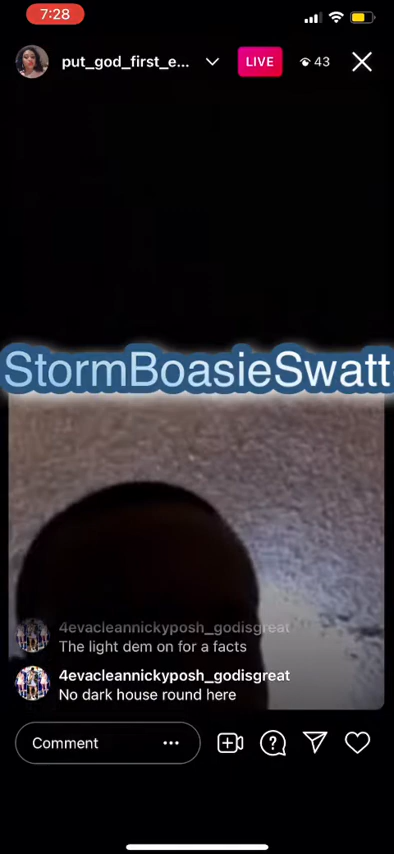 7:28
put_god_first_e...
LIVE
43
StormBoasieSwatt
4evacleannickyposh_godisgreat
The light dem on for a facts
4evacleannickyposh_godisgreat
No dark house round here
Comment